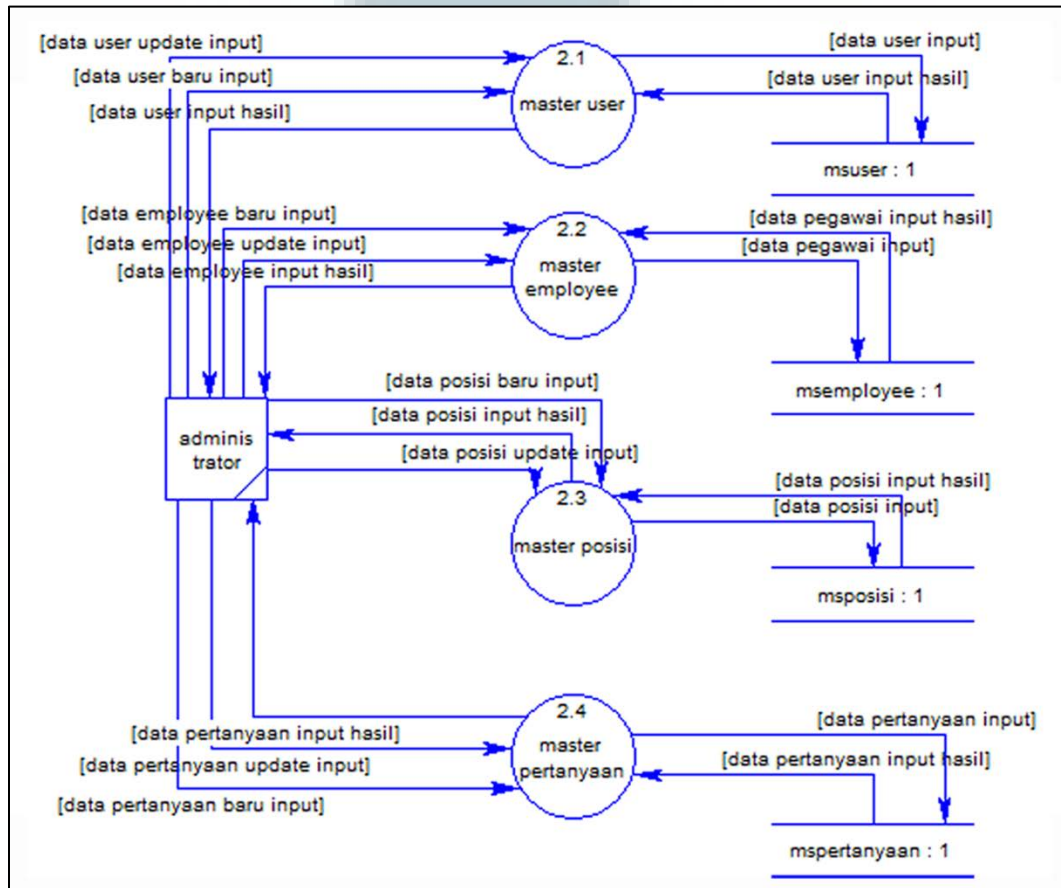 [data user update input]
[data user input]
2.1
[data user baru input]
[data user input hasil]
master user
[data user input hasil]
msuser : 1
[data employee baru input]
[data pegawai input hasil]
2.2
[data employee update input]
[data pegawai input]
master
[data employee input hasil]
employee
[data posisi baru input]
msemployee : 1
[data posisi input hasil]
adminis
trator
[data posisi update input]
[data posisi input hasil]
2.3
[data posisi input]
master posisi
msposisi : 1
2.4
[data pertanyaan input]
[data pertanyaan input hasil]
master
[data pertanyaan input hasil]
[data pertanyaan update input]
pertanyaan
[data pertanyaan baru input]
mspertanyaan : 1